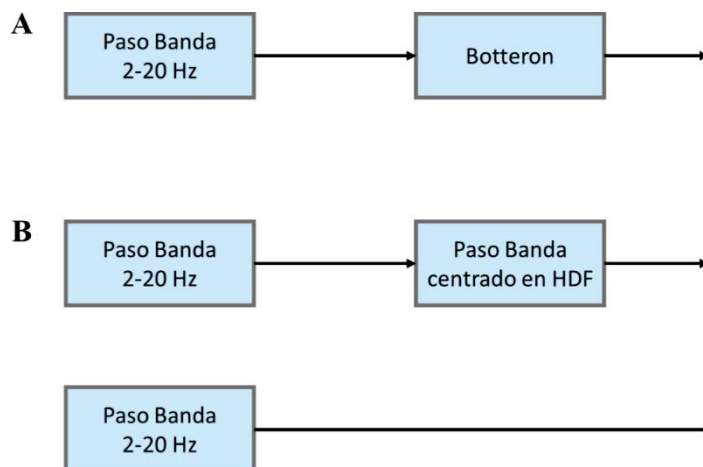 A
Paso Banda
2-20 Hz
Botteron
B
Paso Banda
2-20 Hz
Paso Banda
centrado en HDF
Paso Banda
2-20 Hz